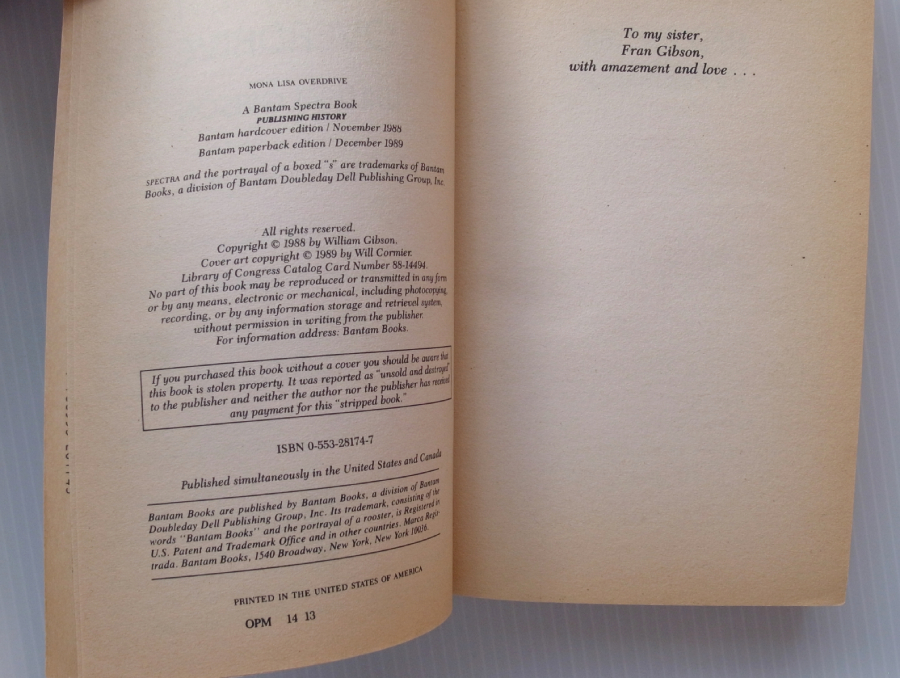 MONA LISA OVERDRIVE
A Bantam Spectra Book
PUBLISHING HISTORY
Bantam hardcover edition / November 1988
Bantam paperback edition / December 1989
SPECTRA and the portrayal of a boxed "s" are trademarks of Bantam
Books, a division of Bantam Doubleday Dell Publishing Group, Inc.
All rights reserved.
Copyright © 1988 by William Gibson.
Cover art copyright © 1989 by Will Cormier.
Library of Congress Catalog Card Number 88-14494.
No part of this book may be reproduced or transmitted in any form
or by any means, electronic or mechanical, including photocopying,
recording, or by any information storage and retrieval system,
without permission in writing from the publisher.
For information address: Bantam Books.
If you purchased this book without a cover you should be aware that
this book is stolen property. It was reported as "unsold and destroyed"
to the publisher and neither the author nor the publisher has received
any payment for this "stripped book."
ISBN 0-553-28174-7
Published simultaneously in the United States and Canada
Bantam Books are published by Bantam Books, a division of Bantam
Doubleday Dell Publishing Group, Inc. Its trademark, consisting of the
words "Bantam Books" and the portrayal of a rooster, is Registered in
U.S. Patent and Trademark Office and in other countries. Marca Regis-
trada. Bantam Books, 1540 Broadway, New York, New York 10036.
PRINTED IN THE UNITED STATES OF AMERICA
OPM 14 13
To my sister,
Fran Gibson,
with amazement and love . . .